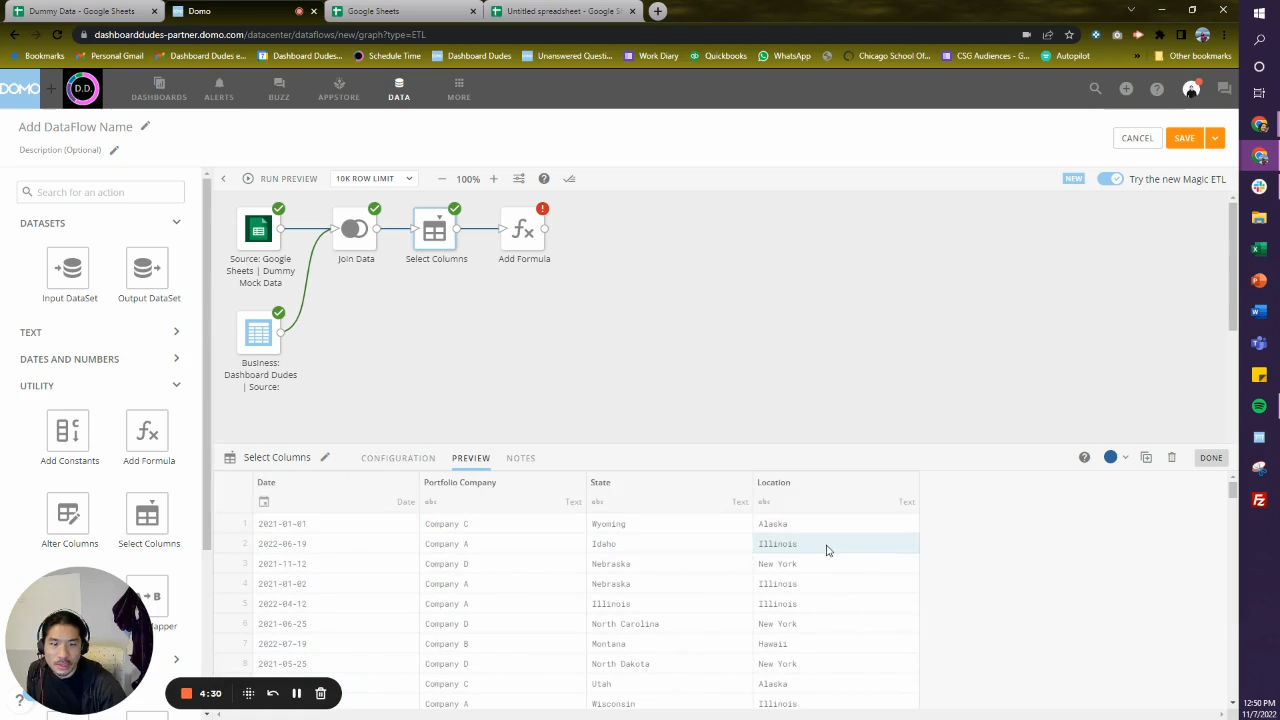 Dummy Data - Google Sheets
Domo
Google Sheets
Untitled spreadsheet - Google Sh
dashboarddudes-partner.domo.com/datacenter/dataflows/new/graph?type=ETL
Bookmarks
Personal Gmail
Dashboard Dudes e...
Dashboard Dudes:...
Schedule Time
Dashboard Dudes
Unanswered Questi...
Work Diary
Quickbooks
WhatsApp
Chicago School Of...
CSG Audiences - G...
Autopilot
»
Other bookmarks
DOMO
D.D.
DASHBOARDS
ALERTS
BUZZ
APPSTORE
DATA
MORE
Add DataFlow Name
Description (Optional)
CANCEL
SAVE
Search for an action
RUN PREVIEW
10K ROW LIMIT
100%
NEW
Try the new Magic ETL
DATASETS
Input DataSet
Output DataSet
TEXT
DATES AND NUMBERS
UTILITY
Add Constants
Add Formula
Alter Columns
Select Columns
apper
Source: Google
Sheets | Dummy
Mock Data
Join Data
Select Columns
fx
Add Formula
Business:
Dashboard Dudes
| Source:
Select Columns
CONFIGURATION
PREVIEW
NOTES
DONE
Date
Portfolio Company
State
Location
Date
abc
Text
abc
Text
abc
Text
1 2021-01-01 Company C Wyoming Alaska
2 2022-06-19 Company A Idaho Illinois
3 2021-11-12 Company D Nebraska New York
4 2021-01-02 Company A Nebraska Illinois
5 2022-04-12 Company A Illinois Illinois
6 2021-06-25 Company D North Carolina New York
7 2022-07-19 Company B Montana Hawaii
8 2021-05-25 Company D North Dakota New York
Company C Utah Alaska
Company A Wisconsin Illinois
4:30
12:50 PM
11/7/2022